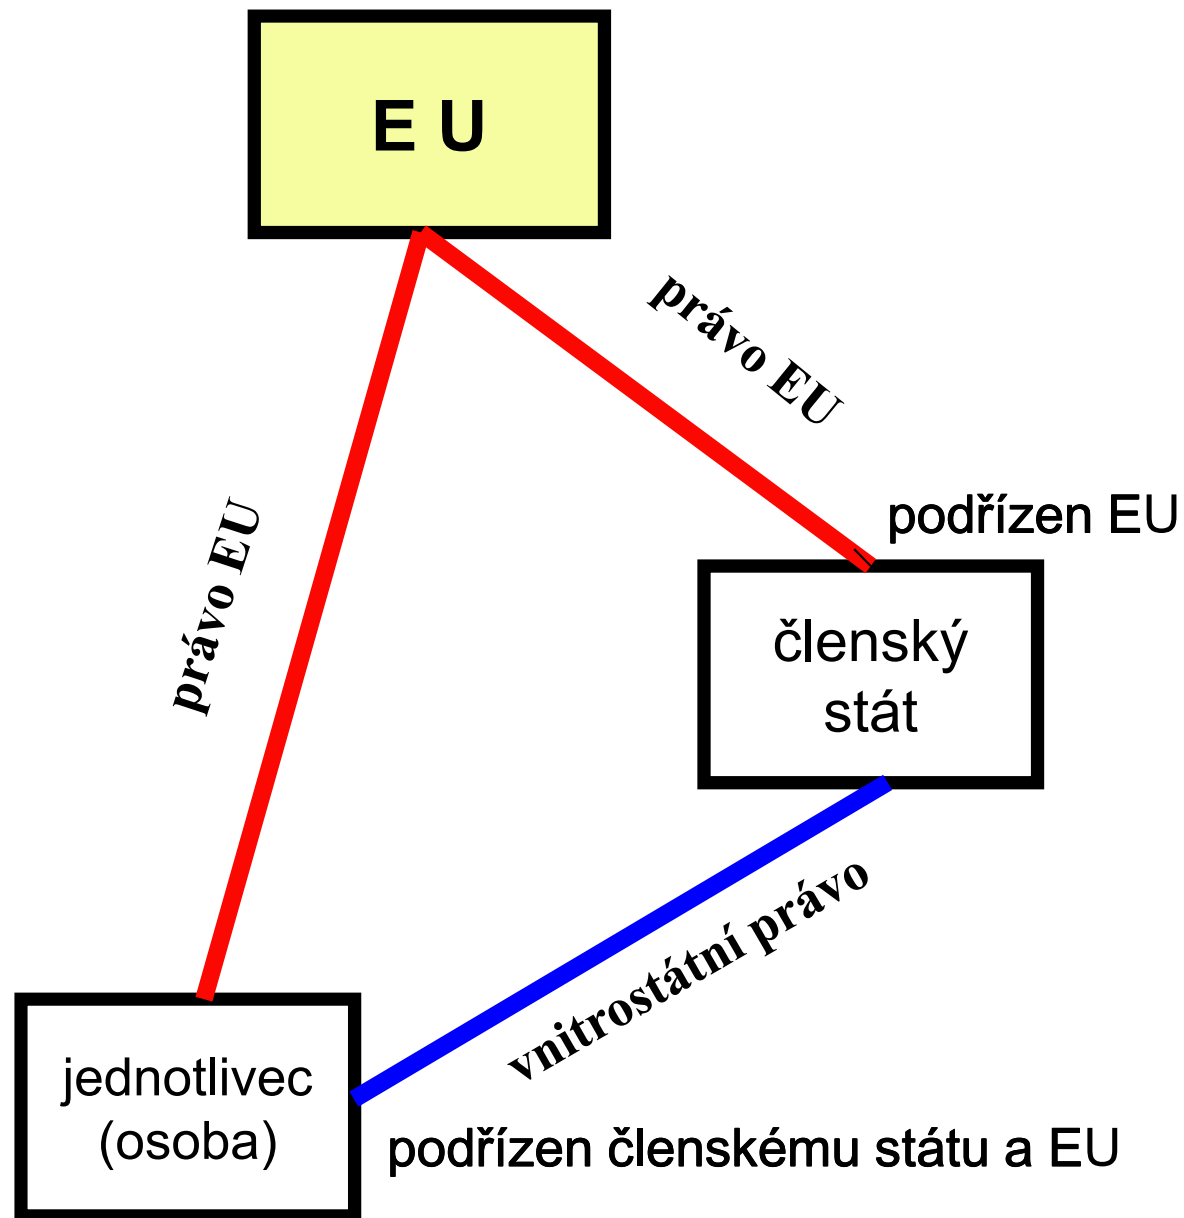 E U
právo EU
podřízen EU
právo EU
členský
stát
vnitrostátní právo
jednotlivec
(osoba)
podřízen členskému státu a EU